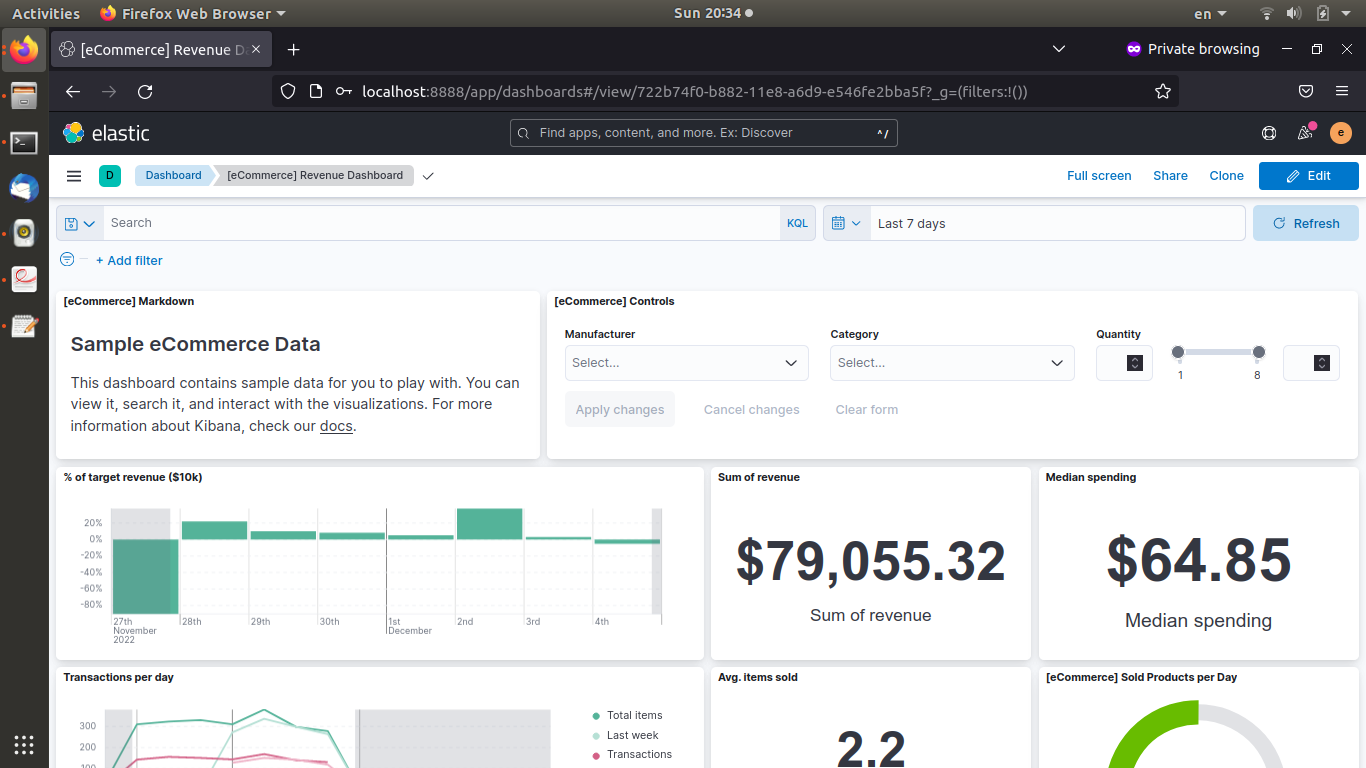 Activities Firefox Web Browser Sun 20:34 en
[eCommerce] Revenue Da
Private browsing
localhost:8888/app/dashboards#/view/722b74f0-b882-11e8-a6d9-e546fe2bba5f?_g=(filters:!())
elastic Find apps, content, and more. Ex: Discover ^/ e
D Dashboard [eCommerce] Revenue Dashboard Full screen Share Clone Edit
Search KQL Last 7 days Refresh
+ Add filter
[eCommerce] Markdown
Sample eCommerce Data
This dashboard contains sample data for you to play with. You can
view it, search it, and interact with the visualizations. For more
information about Kibana, check our docs.
[eCommerce] Controls
Manufacturer Category Quantity
Select... Select...
1 8
Apply changes Cancel changes Clear form
% of target revenue ($10k)
20%
0%
-20%
-40%
-60%
-80%
27th 28th 29th 30th 1st 2nd 3rd 4th
November December
2022
Sum of revenue
$79,055.32
Sum of revenue
Median spending
$64.85
Median spending
Transactions per day
300
200
100
Total items
Last week
Transactions
Avg. items sold
2.2
[eCommerce] Sold Products per Day